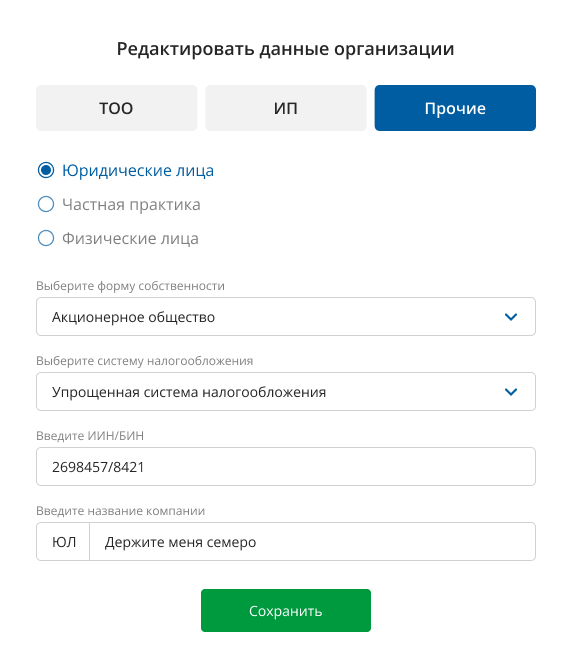 Редактировать данные организации
ТОО ИП Прочие
Юридические лица
Частная практика
Физические лица
Выберите форму собственности
Акционерное общество
Выберите систему налогообложения
Упрощенная система налогообложения
Введите ИИН/БИН
2698457/8421
Введите название компании
ЮЛ Держите меня семеро
Сохранить